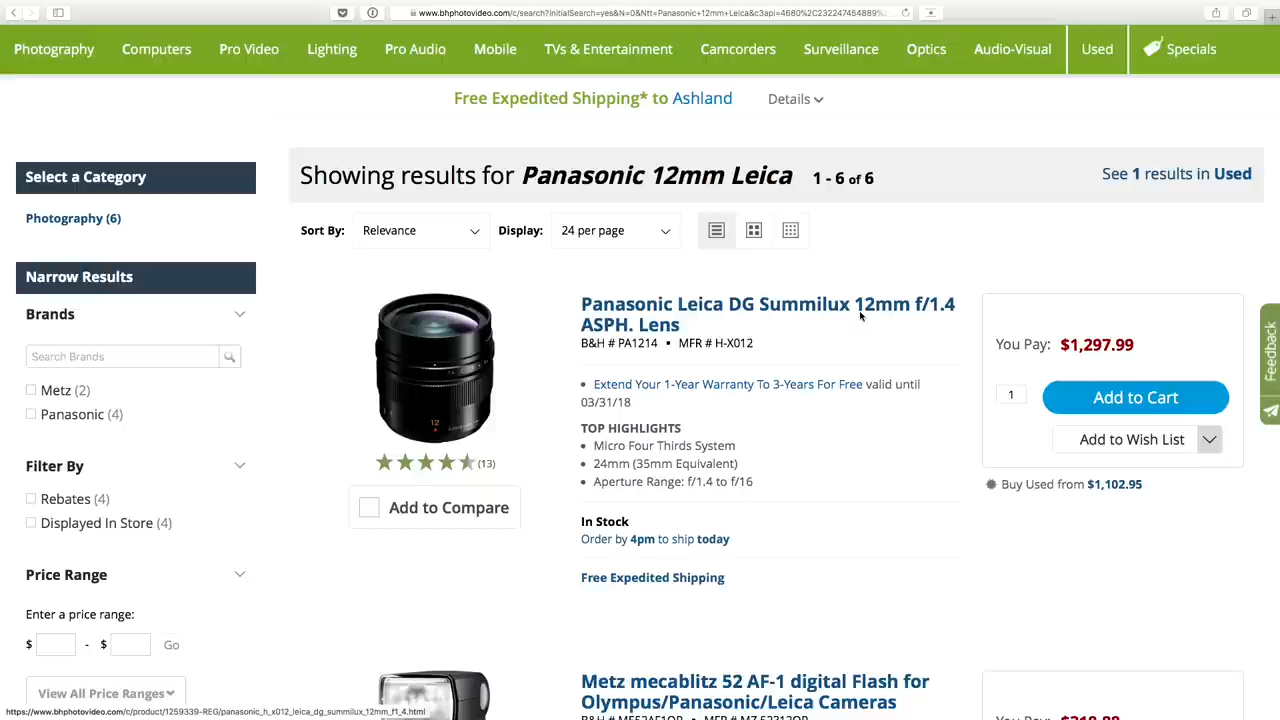 www.bhphotovideo.com/c/search?InitialSearch=yes&N=0&Ntt=Panasonic+12mm+Leica&c3api=4680%2C232247454889%
Photography Computers Pro Video Lighting Pro Audio Mobile TVs & Entertainment Camcorders Surveillance Optics Audio-Visual Used Specials
Free Expedited Shipping* to Ashland Details
Select a Category
Photography (6)
Narrow Results
Brands
Search Brands
Metz (2)
Panasonic (4)
Filter By
Rebates (4)
Displayed In Store (4)
Price Range
Enter a price range:
$ - $ Go
View All Price Ranges
Showing results for Panasonic 12mm Leica 1 - 6 of 6
See 1 results in Used
Sort By: Relevance Display: 24 per page
12
(13)
Add to Compare
Panasonic Leica DG Summilux 12mm f/1.4
ASPH. Lens
B&H # PA1214 • MFR # H-X012
• Extend Your 1-Year Warranty To 3-Years For Free valid until
03/31/18
TOP HIGHLIGHTS
• Micro Four Thirds System
• 24mm (35mm Equivalent)
• Aperture Range: f/1.4 to f/16
In Stock
Order by 4pm to ship today
Free Expedited Shipping
You Pay: $1,297.99
1 Add to Cart
Add to Wish List
Buy Used from $1,102.95
Feedback
Metz mecablitz 52 AF-1 digital Flash for
Olympus/Panasonic/Leica Cameras
https://www.bhphotovideo.com/c/product/1259339-REG/panasonic_h_x012_leica_dg_summilux_12mm_f1_4.html